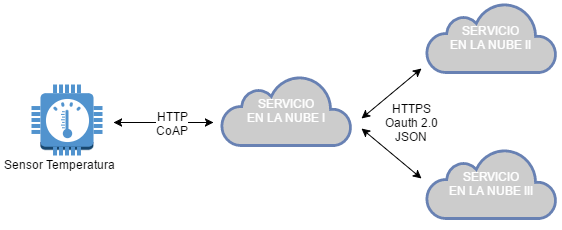 SERVICIO
EN LA NUBE II
HTTP
CoAP
SERVICIO
EN LA NUBE I
HTTPS
Oauth 2.0
JSON
Sensor Temperatura
SERVICIO
EN LA NUBE III